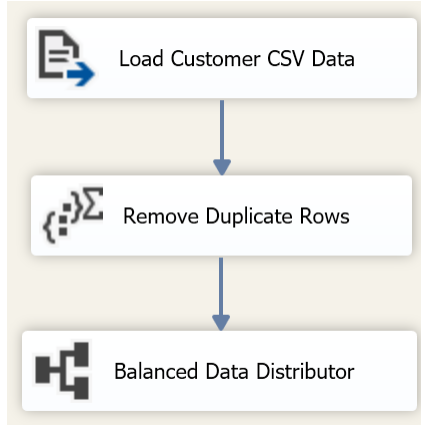 Load Customer CSV Data
Remove Duplicate Rows
Balanced Data Distributor